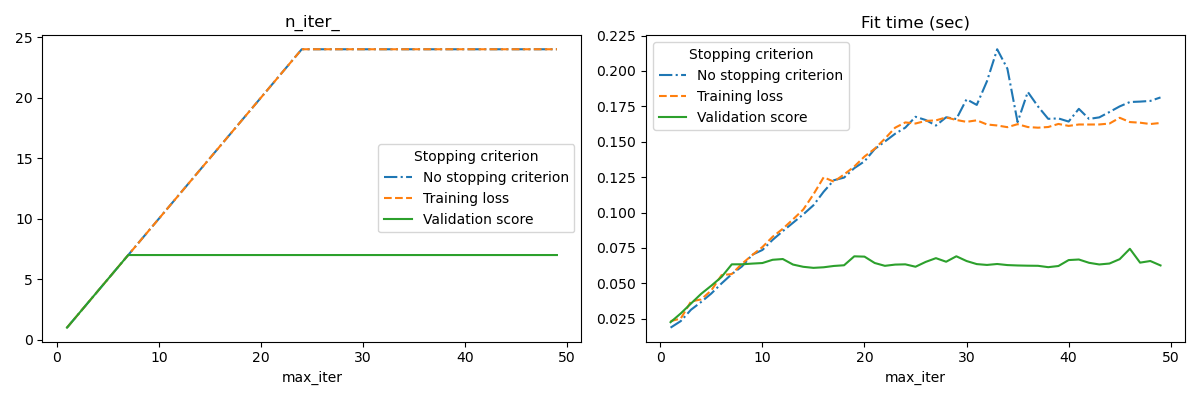 n_iter_
25
20
15
10
5
0
Stopping criterion
No stopping criterion
Training loss
Validation score
0 10 20 30 40 50
max_iter
Fit time (sec)
0.225
0.200
0.175
0.150
0.125
0.100
0.075
0.050
0.025
Stopping criterion
No stopping criterion
Training loss
Validation score
0 10 20 30 40 50
max_iter